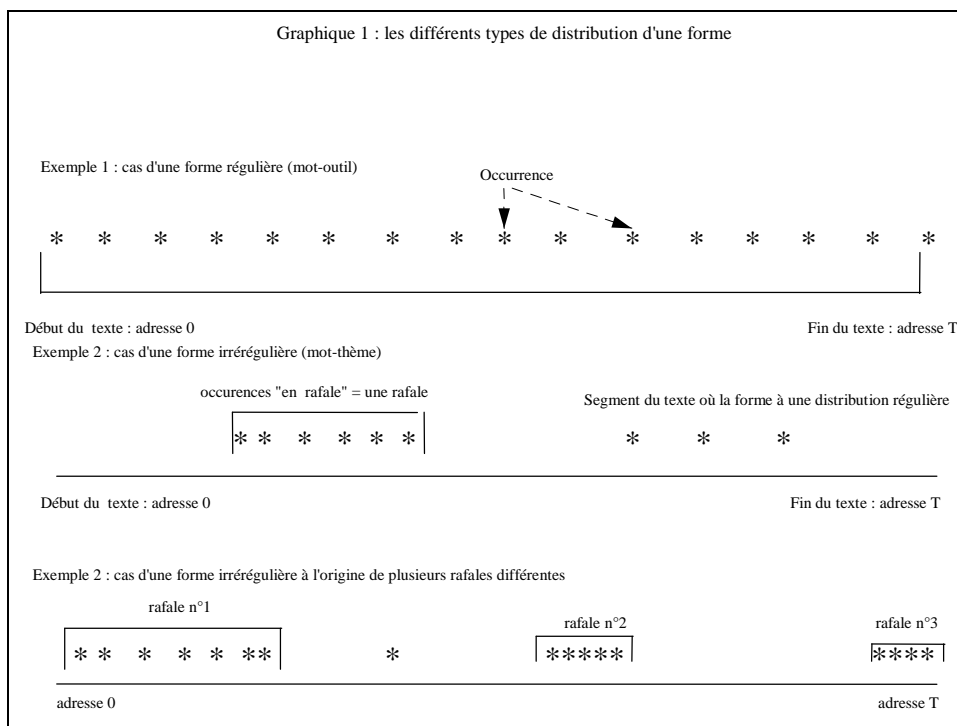 Graphique 1 : les différents types de distribution d'une forme
Exemple 1 : cas d'une forme régulière (mot-outil)
Occurrence
* * * * * * * * * * * * * * * *
Début du texte : adresse 0 Fin du texte : adresse T
Exemple 2 : cas d'une forme irrérégulière (mot-thème)
occurences "en rafale" = une rafale
Segment du texte où la forme à une distribution régulière
* * * * * * * * *
Début du texte : adresse 0 Fin du texte : adresse T
Exemple 2 : cas d'une forme irrérégulière à l'origine de plusieurs rafales différentes
rafale n°1
rafale n°2 rafale n°3
* * * * * ** * ***** ****
adresse 0 adresse T